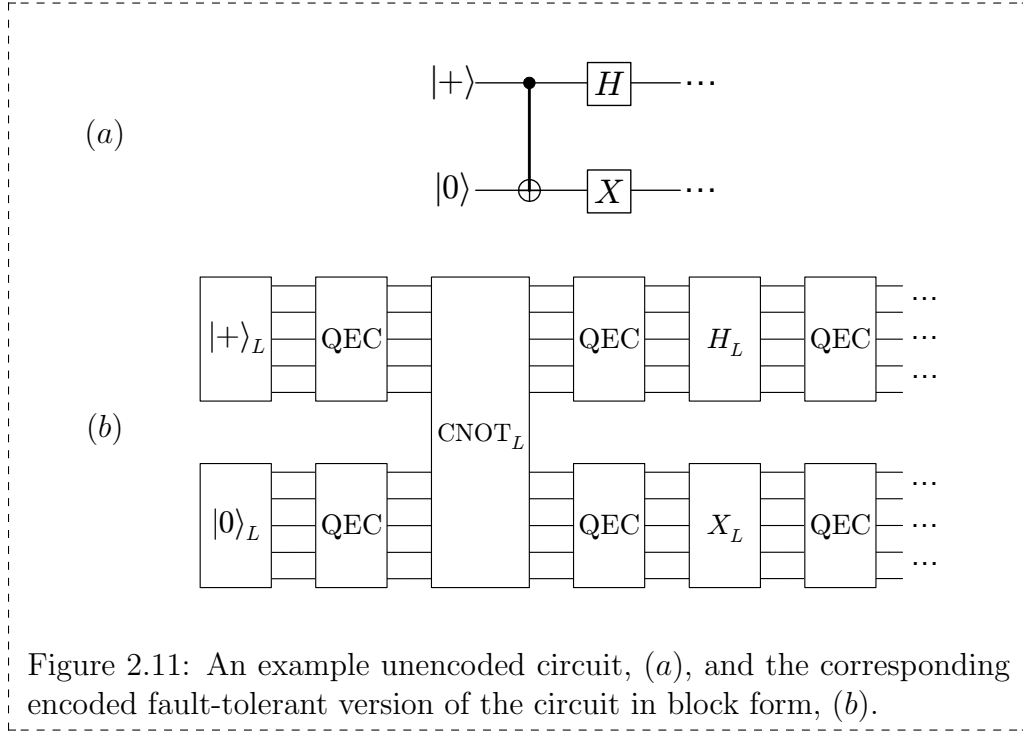 (a)
|+⟩ H ...
|0⟩ X ...
(b)
|+⟩_L QEC CNOT_L QEC H_L QEC ...
...
...
|0⟩_L QEC QEC X_L QEC ...
...
...
Figure 2.11: An example unencoded circuit, (a), and the corresponding
encoded fault-tolerant version of the circuit in block form, (b).